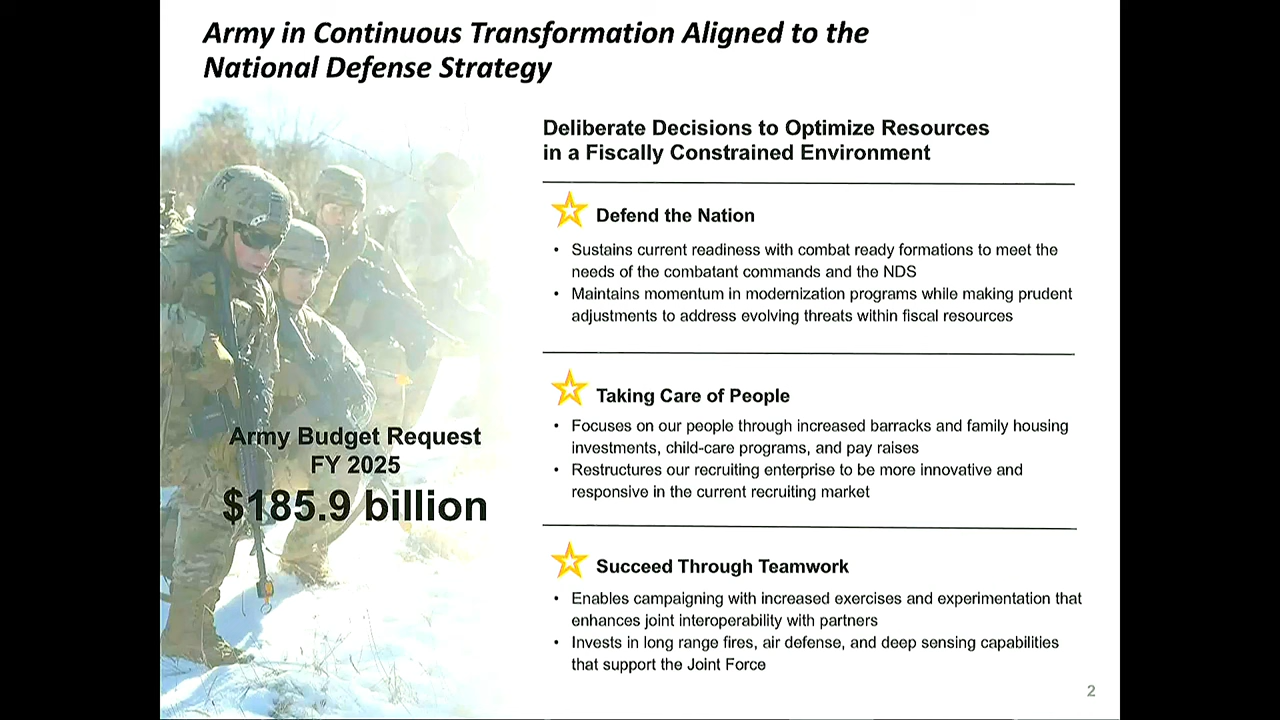 Army in Continuous Transformation Aligned to the
National Defense Strategy
Deliberate Decisions to Optimize Resources
in a Fiscally Constrained Environment
Defend the Nation
• Sustains current readiness with combat ready formations to meet the
needs of the combatant commands and the NDS
• Maintains momentum in modernization programs while making prudent
adjustments to address evolving threats within fiscal resources
Taking Care of People
• Focuses on our people through increased barracks and family housing
investments, child-care programs, and pay raises
• Restructures our recruiting enterprise to be more innovative and
responsive in the current recruiting market
Army Budget Request
FY 2025
$185.9 billion
Succeed Through Teamwork
• Enables campaigning with increased exercises and experimentation that
enhances joint interoperability with partners
• Invests in long range fires, air defense, and deep sensing capabilities
that support the Joint Force
2